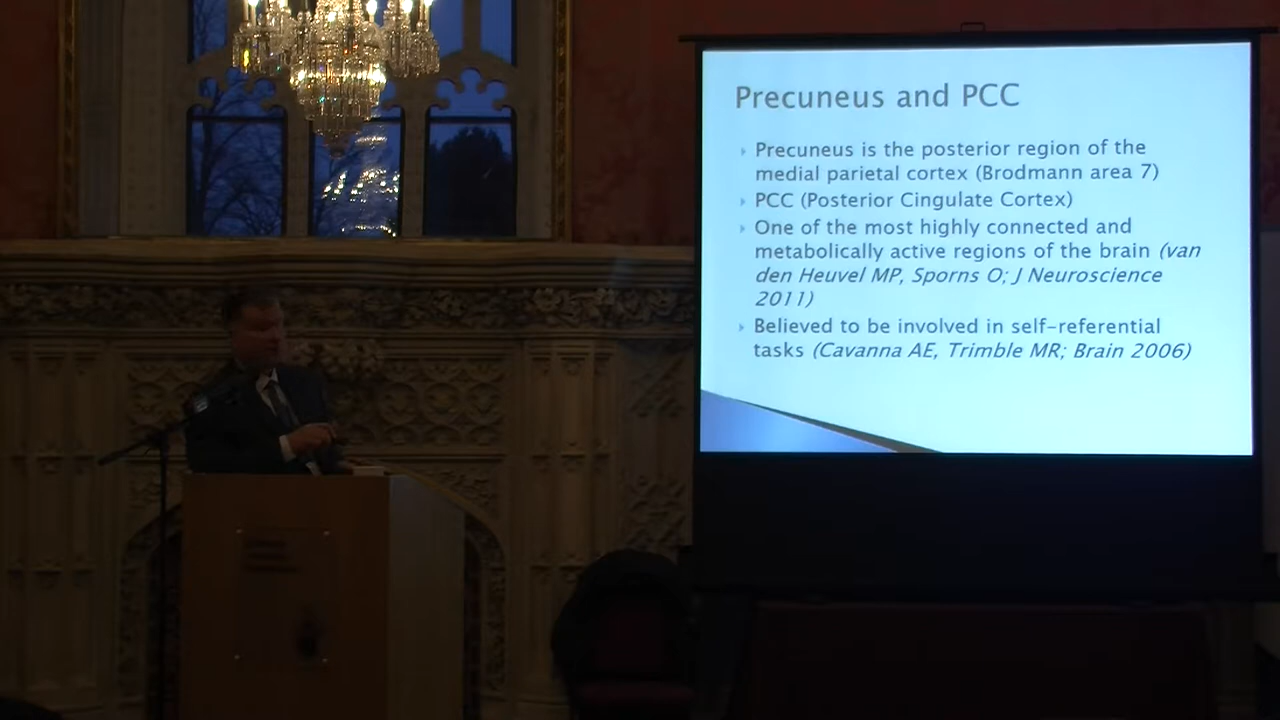 Precuneus and PCC
Precuneus is the posterior region of the
medial parietal cortex (Brodmann area 7)
PCC (Posterior Cingulate Cortex)
One of the most highly connected and
metabolically active regions of the brain (van
den Heuvel MP, Sporns O; J Neuroscience
2011)
Believed to be involved in self-referential
tasks (Cavanna AE, Trimble MR; Brain 2006)